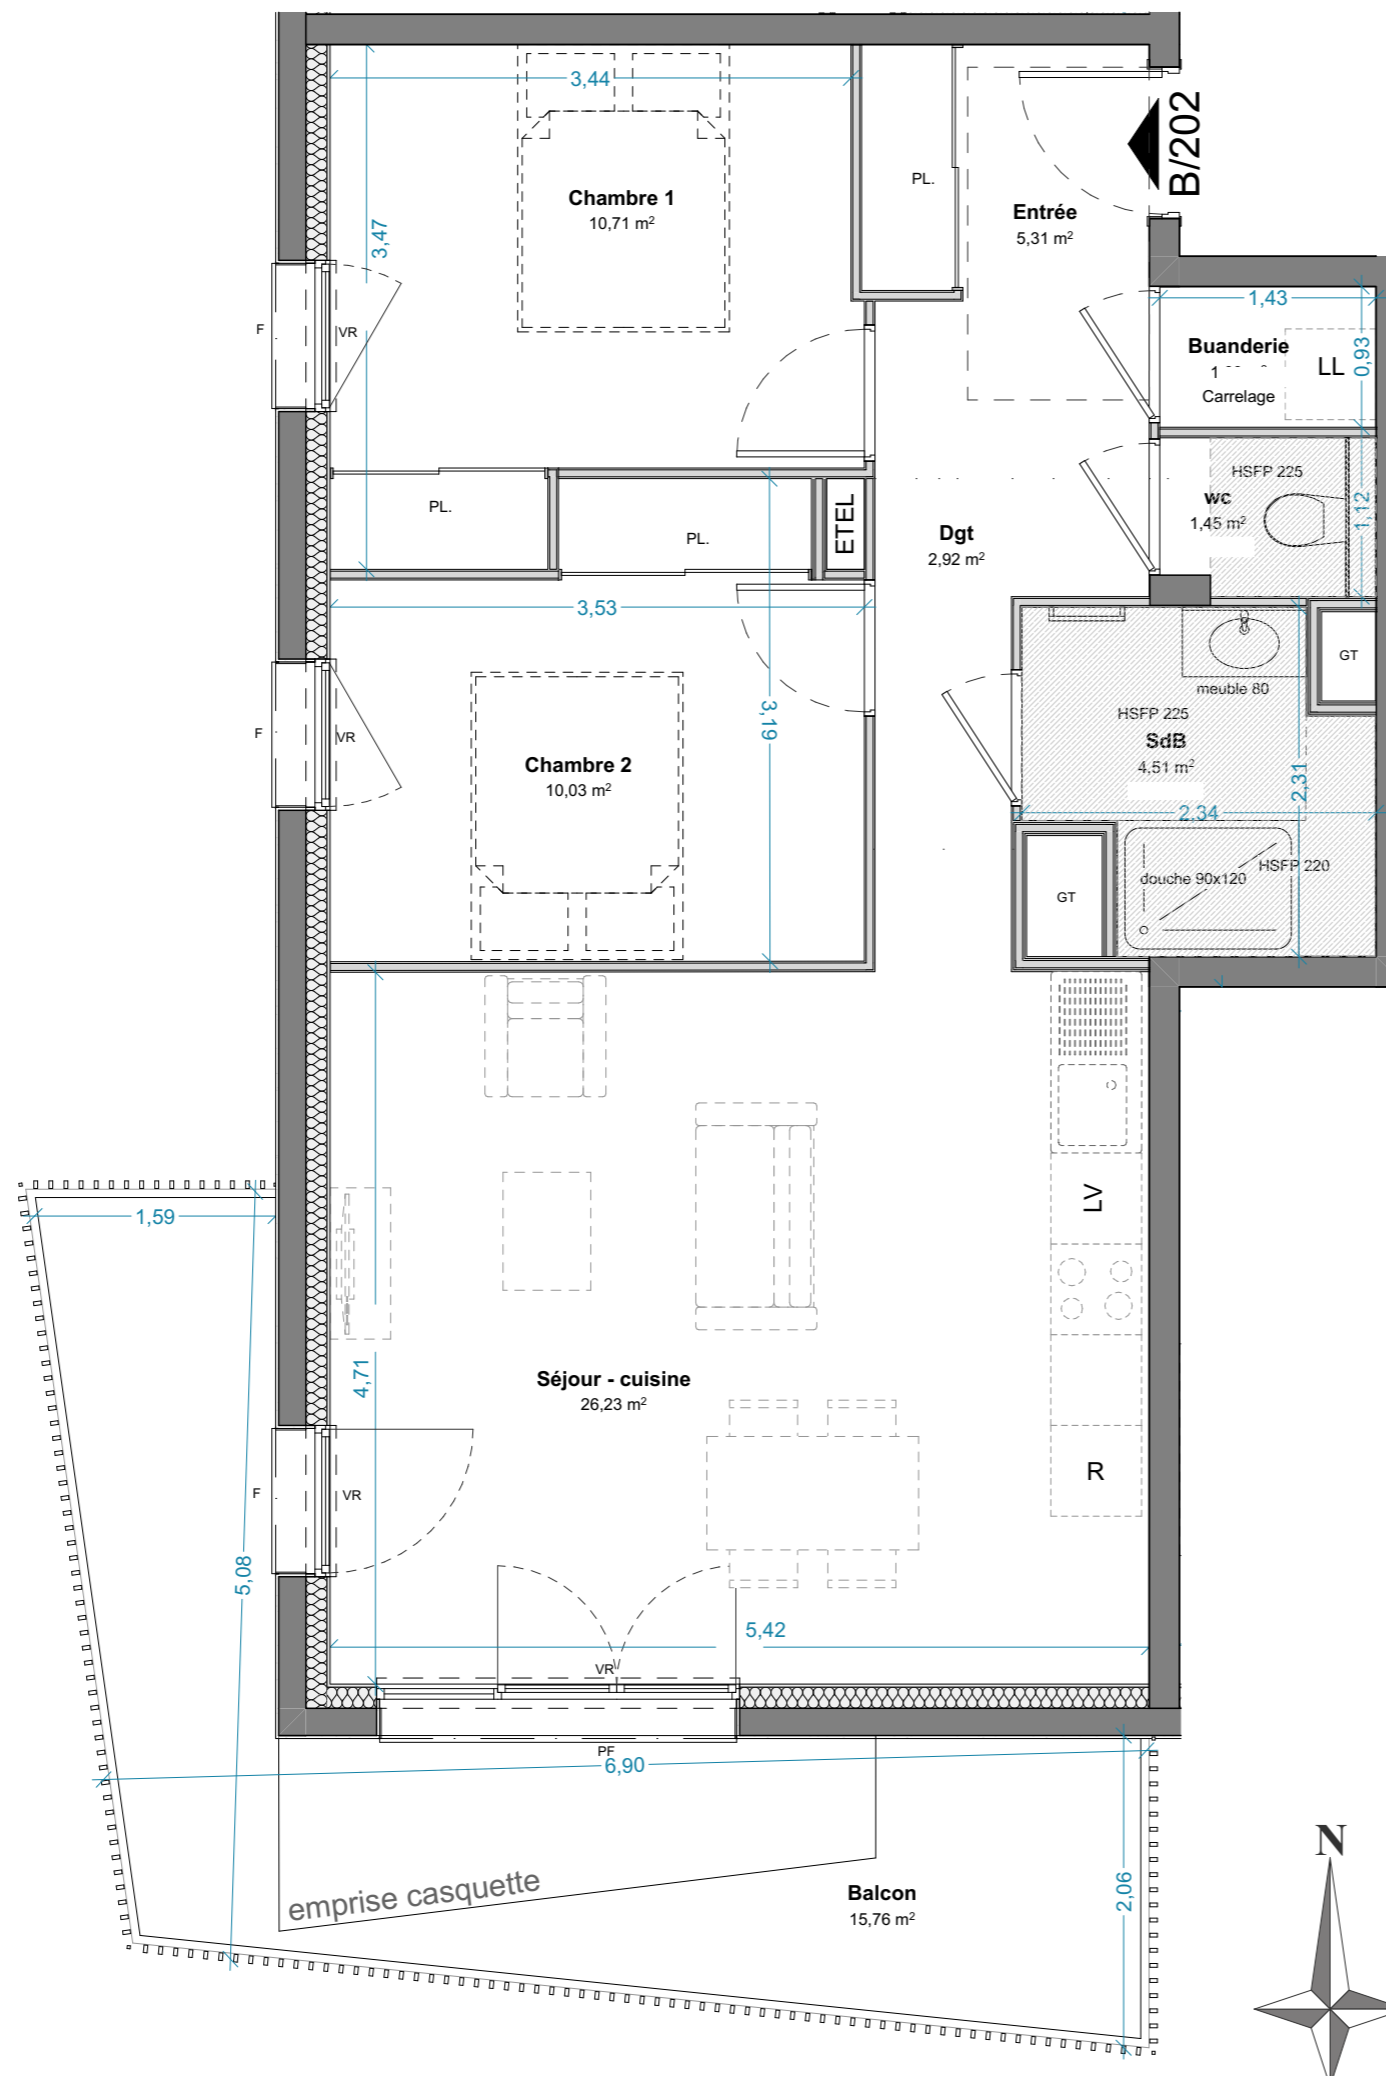 3,44
Chambre 1
10,71 m²
3,47
PL.
Entrée
5,31 m²
B/202
F
VR
1,43
Buanderie
Carrelage
LL
0,93
PL.
PL.
ETEL
Dgt
2,92 m²
HSFP 225
wc
1,45 m²
1,12
3,53
3,19
F
VR
Chambre 2
10,03 m²
meuble 80
GT
HSFP 225
SdB
4,51 m²
2,31
2,34
HSFP 220
douche 90x120
GT
LV
1,59
4,71
Séjour - cuisine
26,23 m²
R
F
VR
5,08
5,42
VR
PF
6,90
emprise casquette
Balcon
15,76 m²
2,06
N